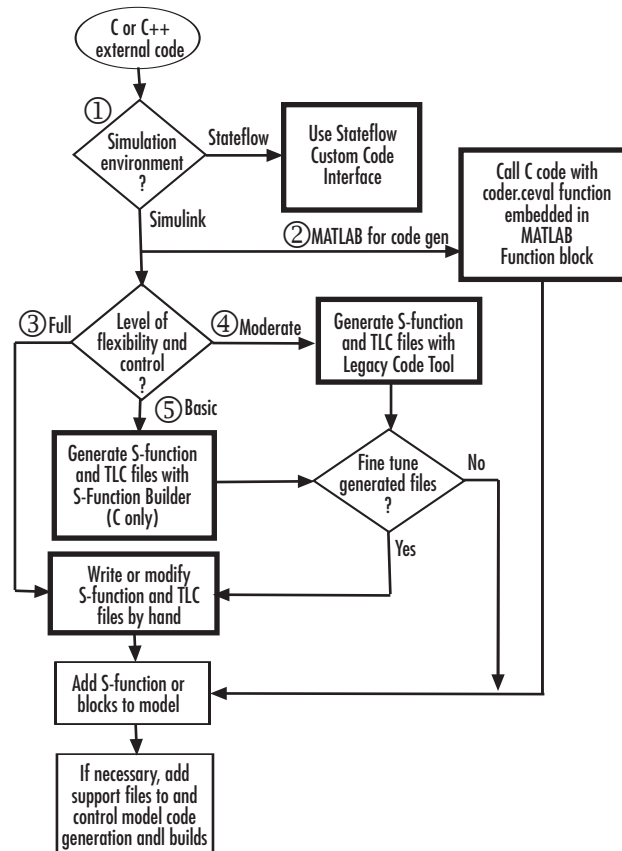 C or C++
external code
①
Simulation
environment
?
Stateflow
Use Stateflow
Custom Code
Interface
Simulink
②MATLAB for code gen
Call C code with
coder.ceval function
embedded in
MATLAB
Function block
③Full
Level of
flexibility and
control
?
④Moderate
Generate S-function
and TLC files with
Legacy Code Tool
⑤Basic
Generate S-function
and TLC files with
S-Function Builder
(C only)
Fine tune
generated files
?
No
Yes
Write or modify
S-function and TLC
files by hand
Add S-function or
blocks to model
If necessary, add
support files to and
control model code
generation andl builds